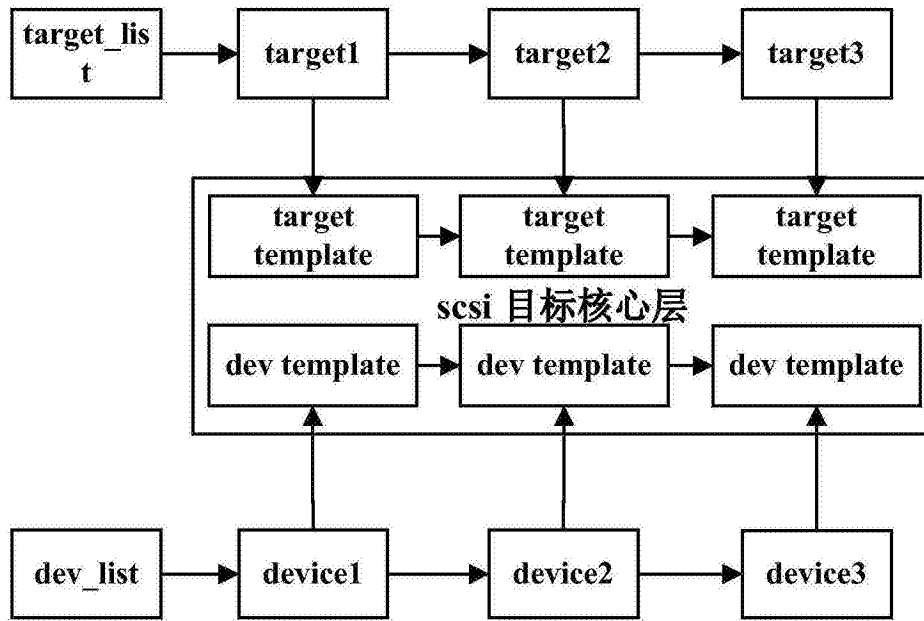 target_lis
t
target1
target2
target3
target
template
target
template
target
template
scsi 目标核心层
dev template
dev template
dev template
dev_list
device1
device2
device3